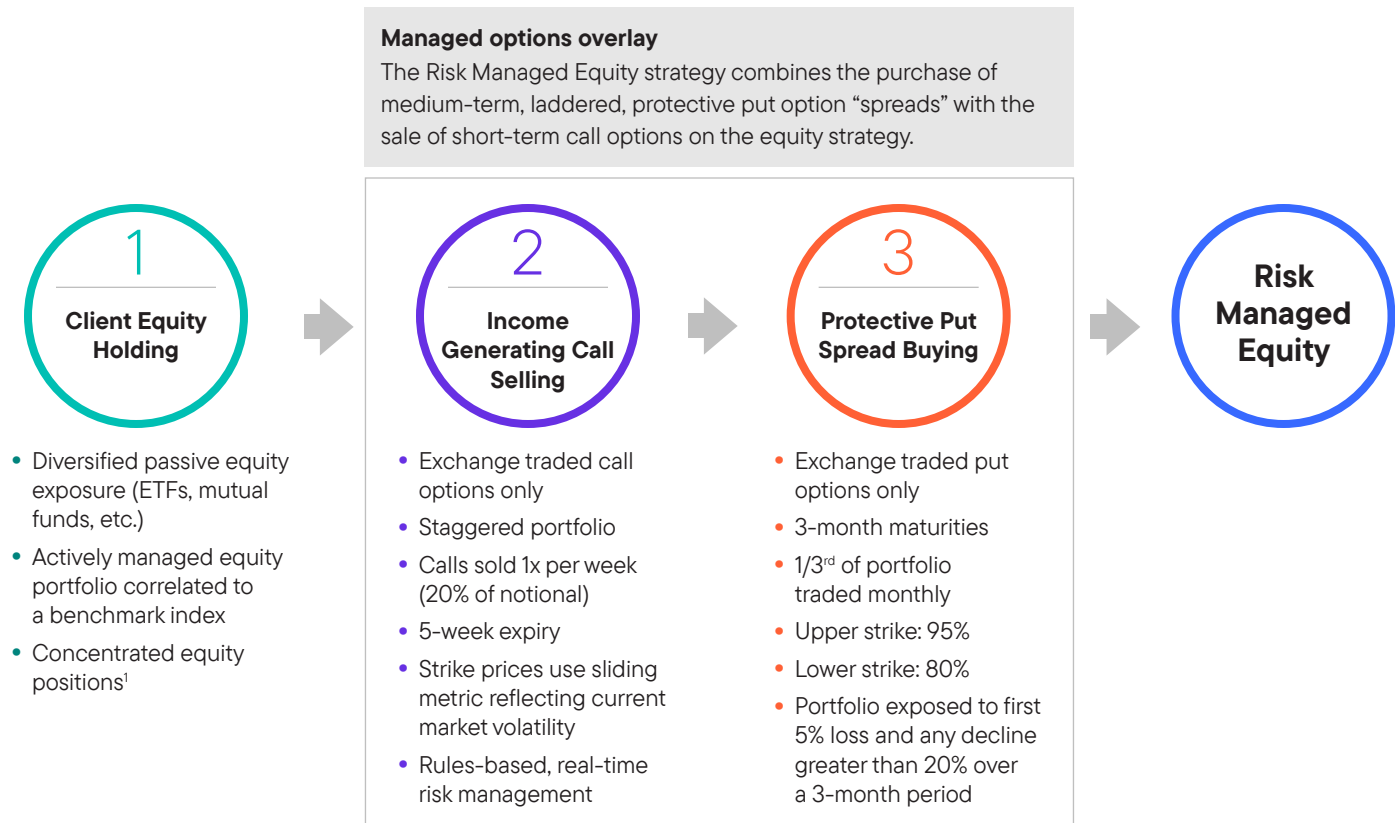 Managed options overlay
The Risk Managed Equity strategy combines the purchase of
medium-term, laddered, protective put option “spreads” with the
sale of short-term call options on the equity strategy.
1
Client Equity
Holding
• Diversified passive equity
exposure (ETFs, mutual
funds, etc.)
• Actively managed equity
portfolio correlated to
a benchmark index
• Concentrated equity
positions¹
2
Income
Generating Call
Selling
• Exchange traded call
options only
• Staggered portfolio
• Calls sold 1x per week
(20% of notional)
• 5-week expiry
• Strike prices use sliding
metric reflecting current
market volatility
• Rules-based, real-time
risk management
3
Protective Put
Spread Buying
• Exchange traded put
options only
• 3-month maturities
• 1/3rd of portfolio
traded monthly
• Upper strike: 95%
• Lower strike: 80%
• Portfolio exposed to first
5% loss and any decline
greater than 20% over
a 3-month period
Risk
Managed
Equity